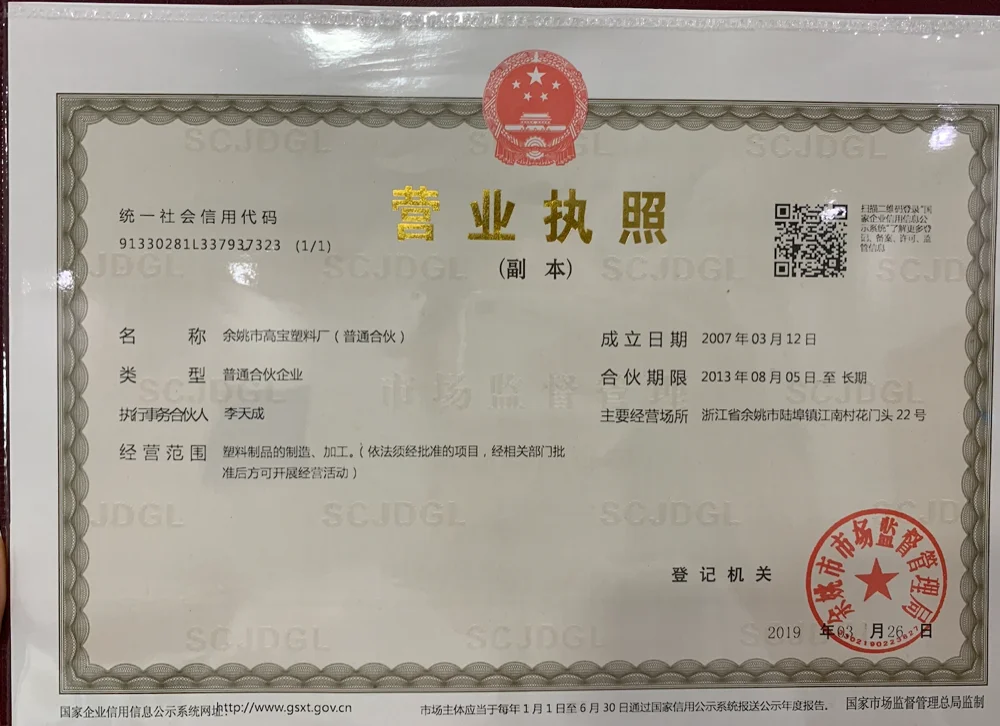 统一社会信用代码
91330281L337937323 (1/1)
营业执照
(副 本)
扫描二维码登录“国
家企业信用信息公
示系统”了解更多登
记、备案、许可、监
管信息
名 称 余姚市高宝塑料厂（普通合伙）
类 型 普通合伙企业
执行事务合伙人 李天成
经营范围 塑料制品的制造、加工。（依法须经批准的项目，经相关部门批
准后方可开展经营活动）
成立日期 2007年03月12日
合伙期限 2013年08月05日 至 长期
主要经营场所 浙江省余姚市陆埠镇江南村花门头22号
市场监督管理
SCJDGL
登记机关
余姚市市场监督管理局
2019 年03 月26 日
国家企业信用信息公示系统网址: http://www.gsxt.gov.cn
市场主体应当于每年1月1日至6月30日通过国家信用公示系统报送公示年度报告.
国家市场监督管理总局监制